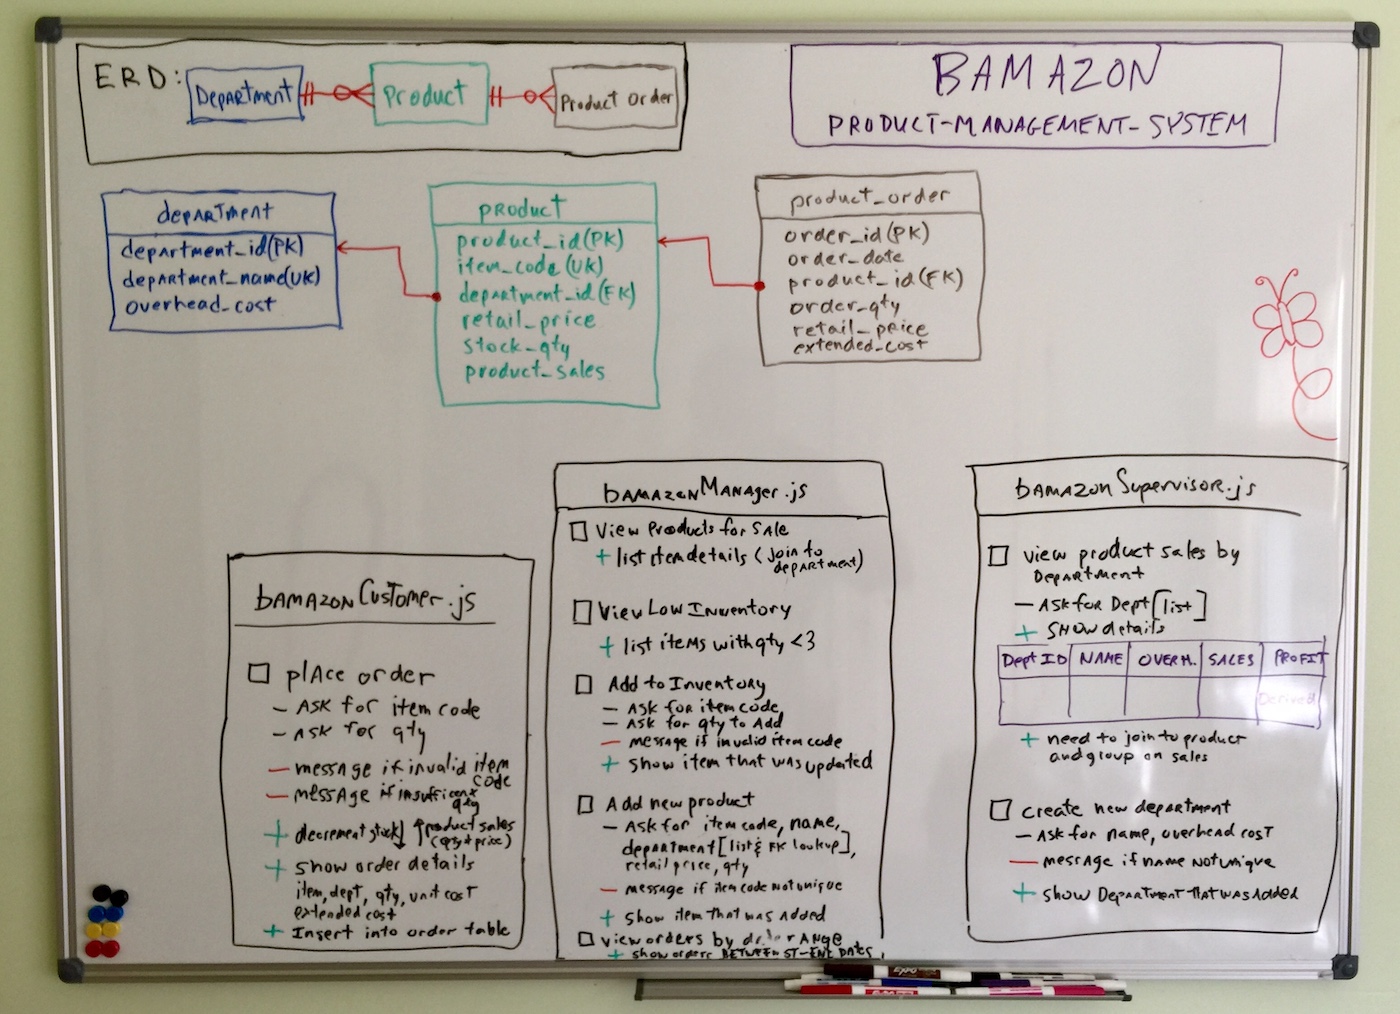 ERD:
Department
Product
Product Order
BAMAZON
PRODUCT-MANAGEMENT-SYSTEM
department
department_id(PK)
department_name(UK)
overhead_cost
product
product_id(PK)
item_code(UK)
department_id(FK)
retail_price
stock_qty
product_sales
product_order
order_id(PK)
order_date
product_id(FK)
order_qty
retail_price
extended_cost
bamazonCustomer.js
place order
- Ask for item code
- Ask for qty
- message if invalid item
code
- message if insufficent
qty
+ decrement stock↓ ↑product sales
(qty*price)
+ show order details
item, dept, qty, unit cost
extended cost
+ Insert into order table
bamazonManager.js
View Products for Sale
+ list item details (join to
department)
View Low Inventory
+ list items with qty <3
Add to Inventory
- Ask for item code
- Ask for qty to Add
- message if invalid item code
+ show item that was updated
Add new product
- Ask for item code, name,
department[list & FK lookup],
retail price, qty
- message if item code not unique
+ show item that was added
View orders by range
+ show orders BETWEEN ST-END DATES
bamazonSupervisor.js
view product sales by
Department
- Ask for Dept [list]
+ SHOW details
Dept ID NAME OVERH. SALES PROFIT
Derived
+ need to join to product
and group on sales
create new department
- Ask for name, overhead cost
- message if name not unique
+ show Department that was added
EXPO